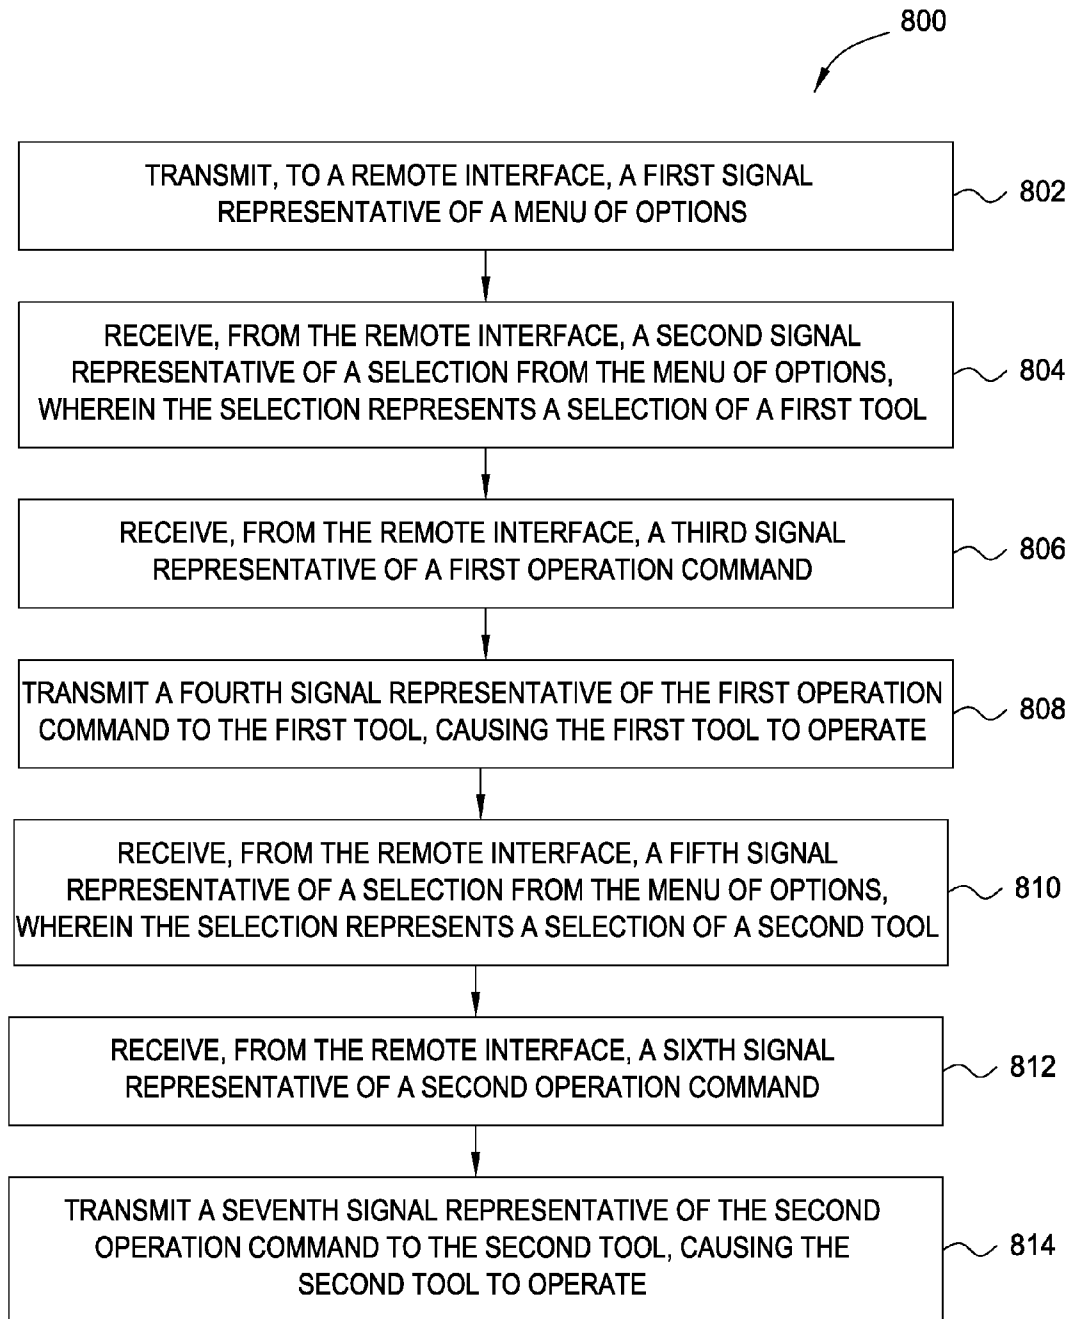 800
TRANSMIT, TO A REMOTE INTERFACE, A FIRST SIGNAL
REPRESENTATIVE OF A MENU OF OPTIONS
802
RECEIVE, FROM THE REMOTE INTERFACE, A SECOND SIGNAL
REPRESENTATIVE OF A SELECTION FROM THE MENU OF OPTIONS,
WHEREIN THE SELECTION REPRESENTS A SELECTION OF A FIRST TOOL
804
RECEIVE, FROM THE REMOTE INTERFACE, A THIRD SIGNAL
REPRESENTATIVE OF A FIRST OPERATION COMMAND
806
TRANSMIT A FOURTH SIGNAL REPRESENTATIVE OF THE FIRST OPERATION
COMMAND TO THE FIRST TOOL, CAUSING THE FIRST TOOL TO OPERATE
808
RECEIVE, FROM THE REMOTE INTERFACE, A FIFTH SIGNAL
REPRESENTATIVE OF A SELECTION FROM THE MENU OF OPTIONS,
WHEREIN THE SELECTION REPRESENTS A SELECTION OF A SECOND TOOL
810
RECEIVE, FROM THE REMOTE INTERFACE, A SIXTH SIGNAL
REPRESENTATIVE OF A SECOND OPERATION COMMAND
812
TRANSMIT A SEVENTH SIGNAL REPRESENTATIVE OF THE SECOND
OPERATION COMMAND TO THE SECOND TOOL, CAUSING THE
SECOND TOOL TO OPERATE
814